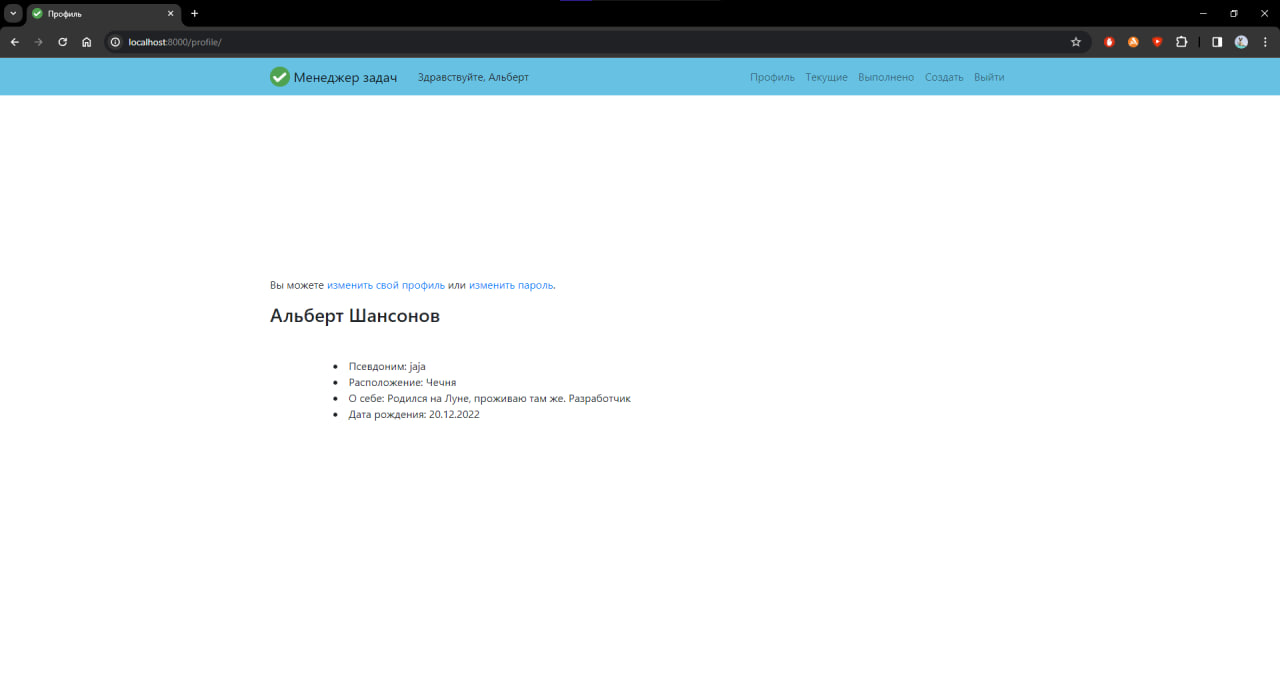 Профиль
localhost:8000/profile/
Менеджер задач Здравствуйте, Альберт Профиль Текущие Выполнено Создать Выйти
Вы можете изменить свой профиль или изменить пароль.
Альберт Шансонов
Псевдоним: jaja
Расположение: Чечня
О себе: Родился на Луне, проживаю там же. Разработчик
Дата рождения: 20.12.2022